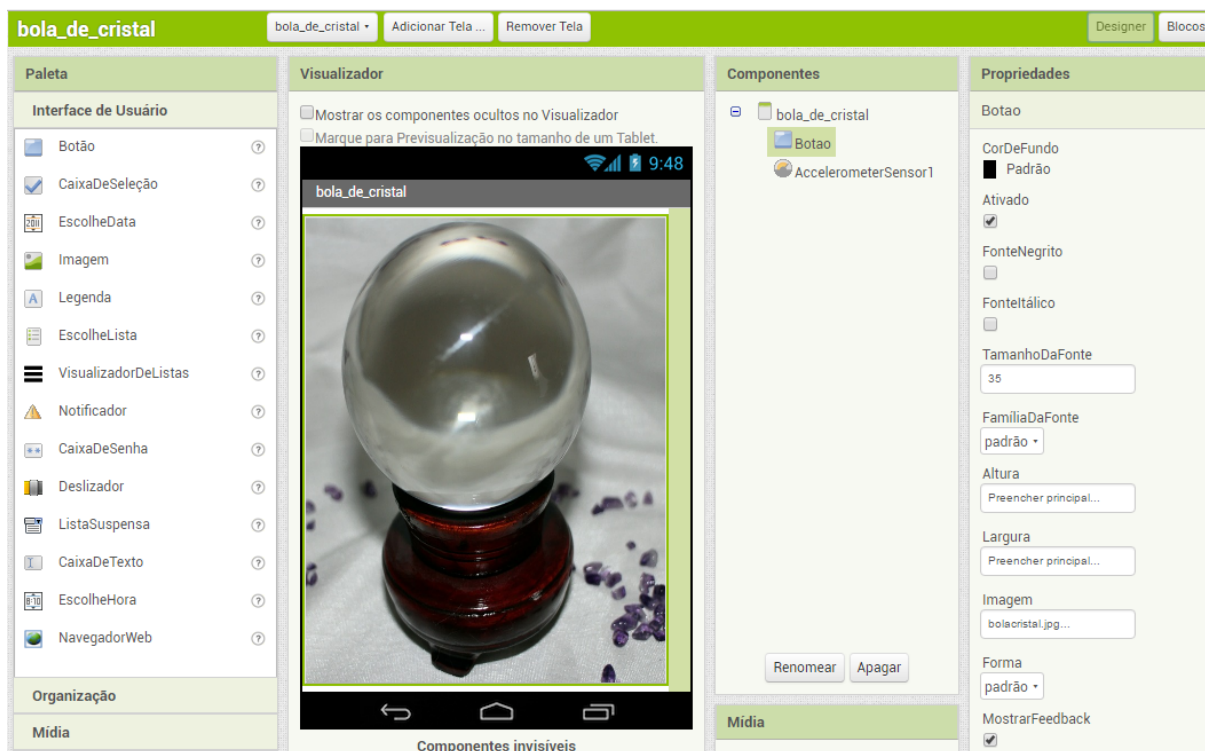 bola_de_cristal
bola_de_cristal
Adicionar Tela ...
Remover Tela
Designer
Blocos
Paleta
Interface de Usuário
Botão
CaixaDeSeleção
EscolheData
Imagem
Legenda
EscolheLista
VisualizadorDeListas
Notificador
CaixaDeSenha
Deslizador
ListaSuspensa
CaixaDeTexto
EscolheHora
NavegadorWeb
Organização
Mídia
Visualizador
Mostrar os componentes ocultos no Visualizador
Marque para Previsualização no tamanho de um Tablet.
9:48
bola_de_cristal
Componentes invisíveis
Componentes
bola_de_cristal
Botao
AccelerometerSensor1
Renomear
Apagar
Mídia
Propriedades
Botao
CorDeFundo
Padrão
Ativado
FonteNegrito
FonteItálico
TamanhoDaFonte
35
FamíliaDaFonte
padrão
Altura
Preencher principal...
Largura
Preencher principal...
Imagem
bolacristal.jpg...
Forma
padrão
MostrarFeedback